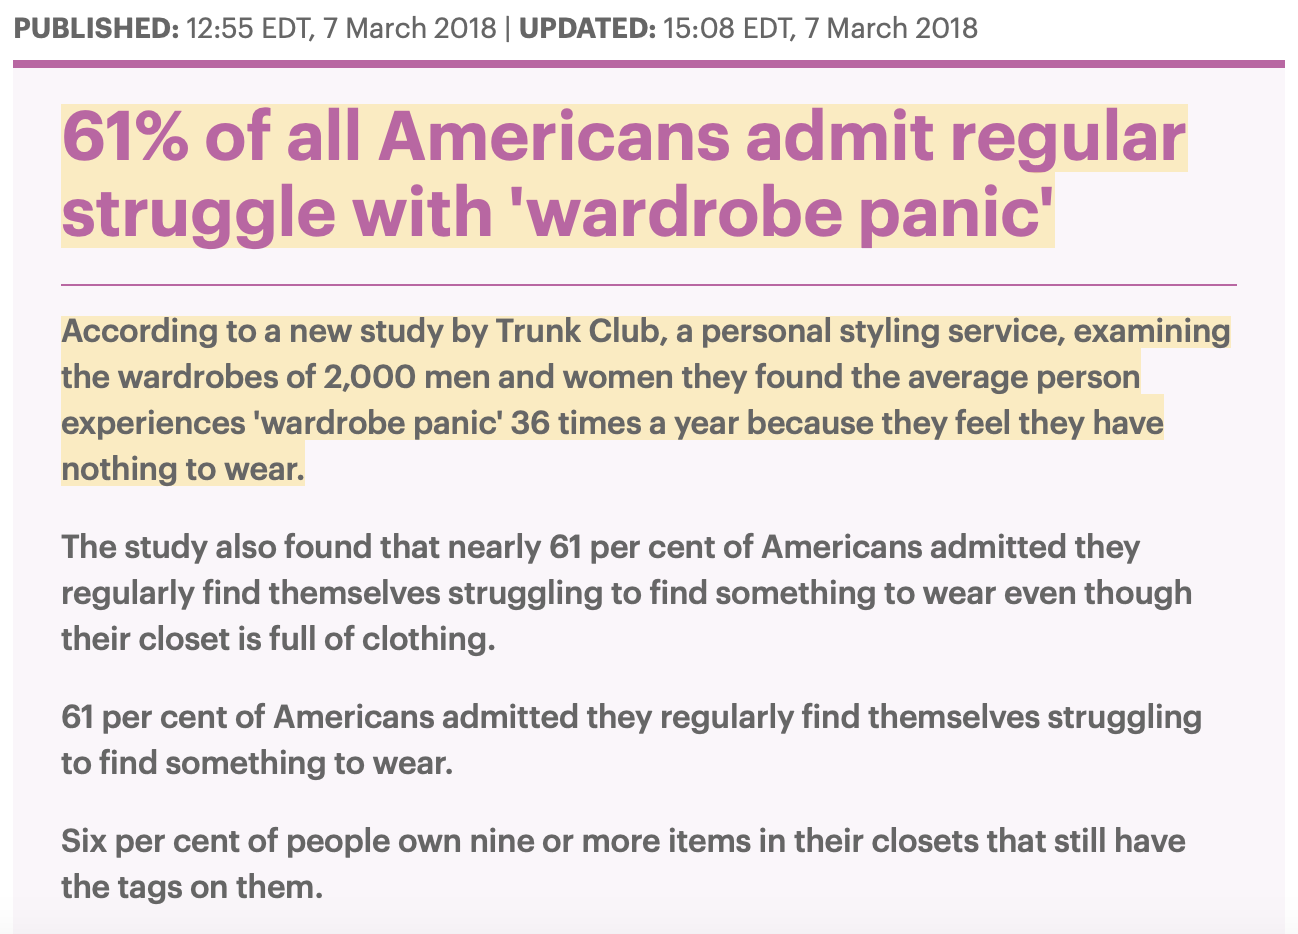 PUBLISHED: 12:55 EDT, 7 March 2018 | UPDATED: 15:08 EDT, 7 March 2018
61% of all Americans admit regular
struggle with 'wardrobe panic'
According to a new study by Trunk Club, a personal styling service, examining
the wardrobes of 2,000 men and women they found the average person
experiences 'wardrobe panic' 36 times a year because they feel they have
nothing to wear.
The study also found that nearly 61 per cent of Americans admitted they
regularly find themselves struggling to find something to wear even though
their closet is full of clothing.
61 per cent of Americans admitted they regularly find themselves struggling
to find something to wear.
Six per cent of people own nine or more items in their closets that still have
the tags on them.